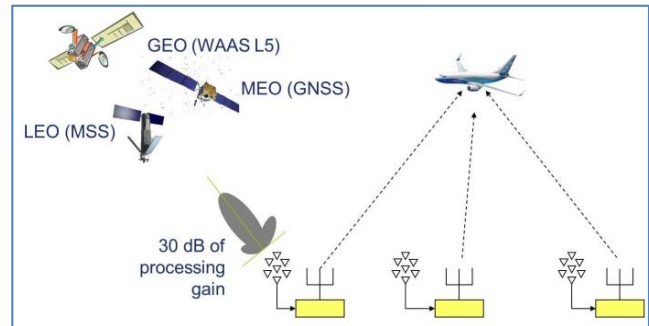 GEO (WAAS L5)
MEO (GNSS)
LEO (MSS)
30 dB of
processing
gain